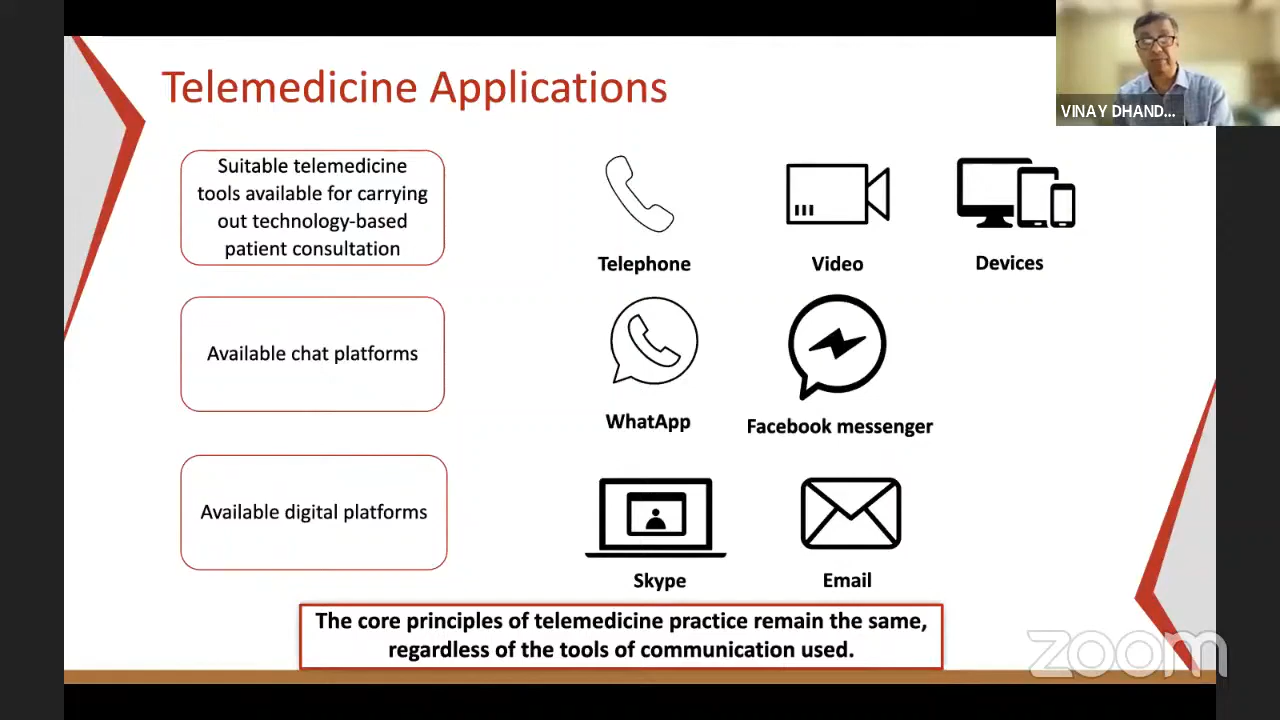 Telemedicine Applications
VINAY DHAND...
Suitable telemedicine
tools available for carrying
out technology-based
patient consultation
Telephone
Video
Devices
Available chat platforms
WhatApp
Facebook messenger
Available digital platforms
Skype
Email
The core principles of telemedicine practice remain the same,
regardless of the tools of communication used.
zoom